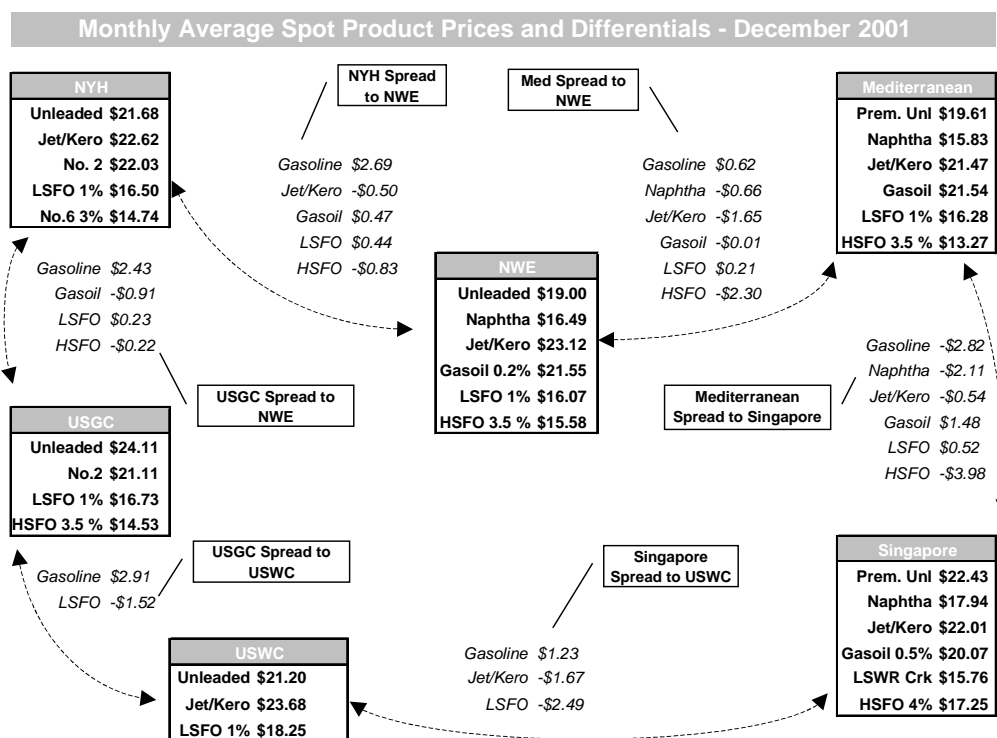 Monthly Average Spot Product Prices and Differentials - December 2001
NYH
Unleaded $21.68
Jet/Kero $22.62
No. 2 $22.03
LSFO 1% $16.50
No.6 3% $14.74
NYH Spread
to NWE
Gasoline $2.69
Jet/Kero -$0.50
Gasoil $0.47
LSFO $0.44
HSFO -$0.83
Med Spread to
NWE
Gasoline $0.62
Naphtha -$0.66
Jet/Kero -$1.65
Gasoil -$0.01
LSFO $0.21
HSFO -$2.30
Mediterranean
Prem. Unl $19.61
Naphtha $15.83
Jet/Kero $21.47
Gasoil $21.54
LSFO 1% $16.28
HSFO 3.5 % $13.27
Gasoline $2.43
Gasoil -$0.91
LSFO $0.23
HSFO -$0.22
USGC Spread to
NWE
NWE
Unleaded $19.00
Naphtha $16.49
Jet/Kero $23.12
Gasoil 0.2% $21.55
LSFO 1% $16.07
HSFO 3.5 % $15.58
Mediterranean
Spread to Singapore
Gasoline -$2.82
Naphtha -$2.11
Jet/Kero -$0.54
Gasoil $1.48
LSFO $0.52
HSFO -$3.98
USGC
Unleaded $24.11
No.2 $21.11
LSFO 1% $16.73
HSFO 3.5 % $14.53
USGC Spread to
USWC
Gasoline $2.91
LSFO -$1.52
Singapore
Spread to USWC
Gasoline $1.23
Jet/Kero -$1.67
LSFO -$2.49
Singapore
Prem. Unl $22.43
Naphtha $17.94
Jet/Kero $22.01
Gasoil 0.5% $20.07
LSWR Crk $15.76
HSFO 4% $17.25
USWC
Unleaded $21.20
Jet/Kero $23.68
LSFO 1% $18.25